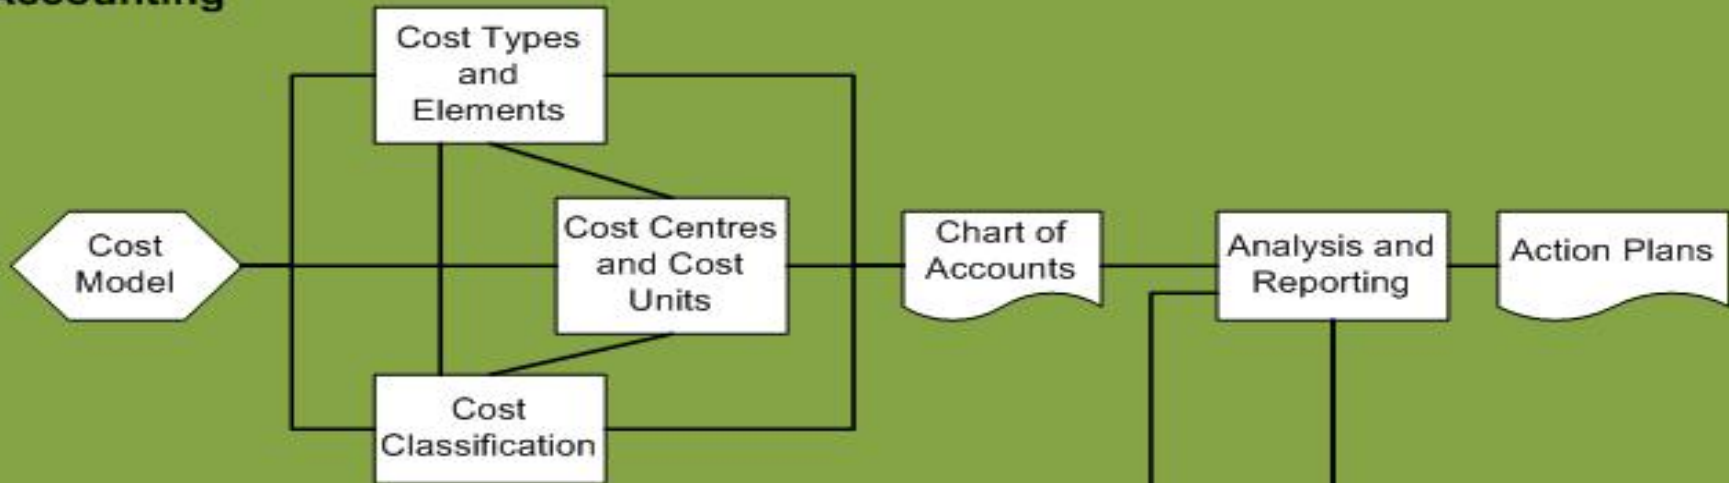 Accounting
Cost Types
and
Elements
Cost
Model
Cost Centres
and Cost
Units
Chart of
Accounts
Analysis and
Reporting
Action Plans
Cost
Classification